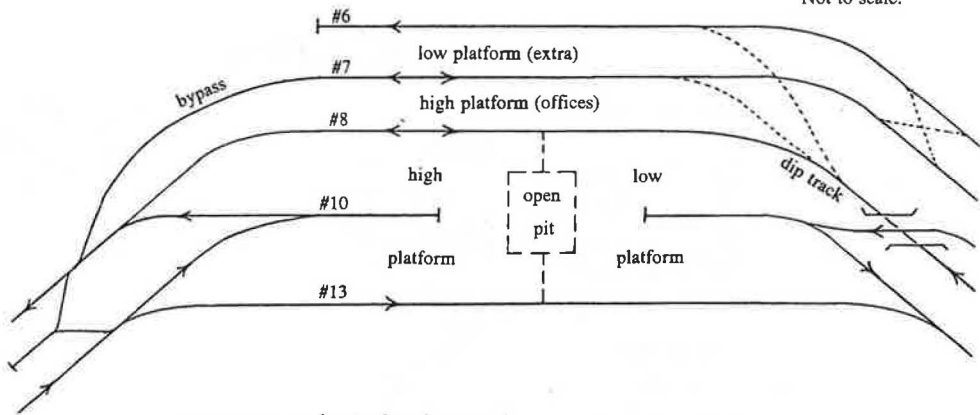 Not to scale.
#6
low platform (extra)
#7
bypass
high platform (offices)
#8
dip track
high
low
open
pit
#10
platform
platform
#13